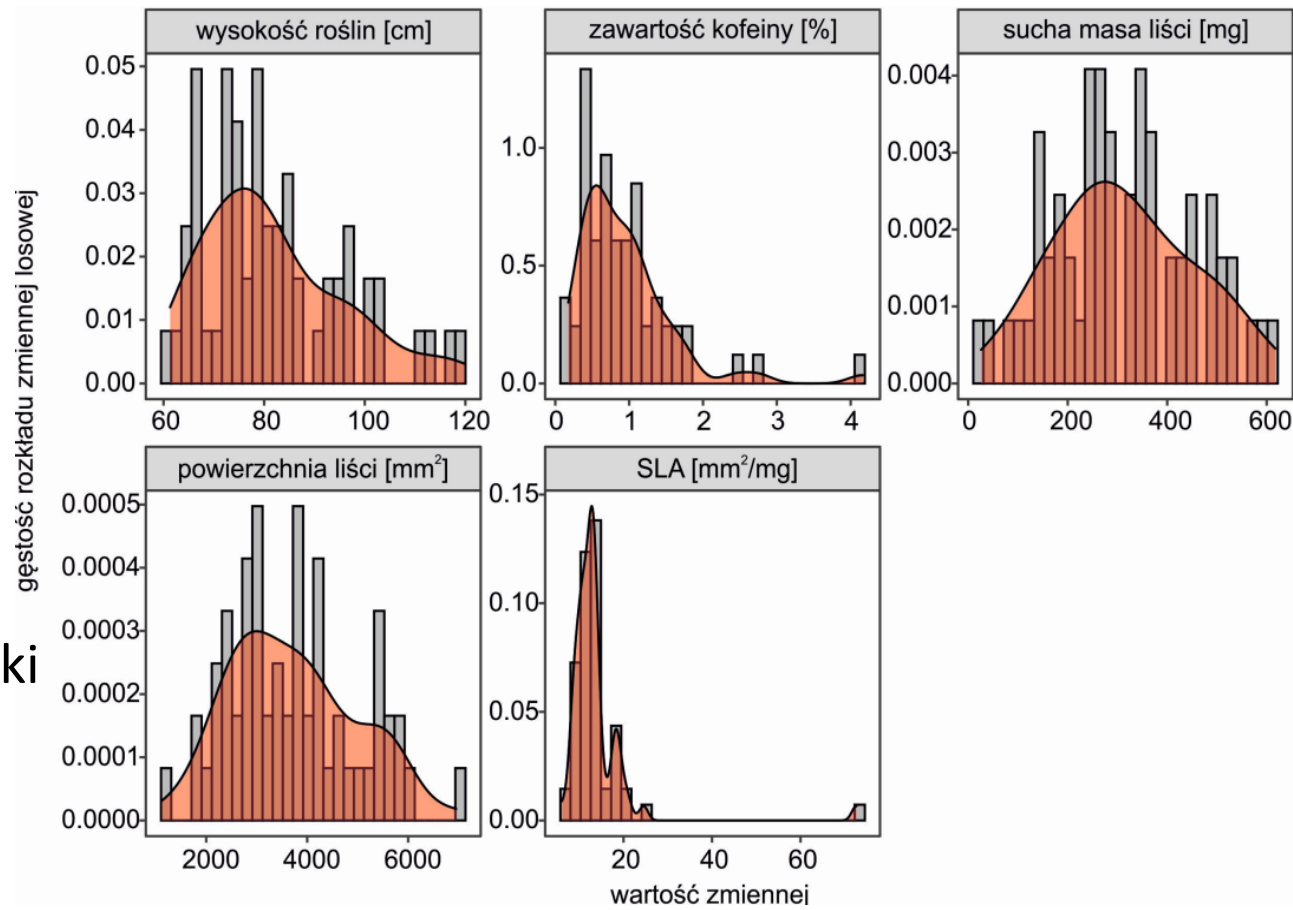 wysokość roślin [cm]
zawartość kofeiny [%]
sucha masa liści [mg]
0.05
0.04
0.03
0.02
0.01
0.00
60 80 100 120
1.0
0.5
0.0
0 1 2 3 4
0.004
0.003
0.002
0.001
0.000
0 200 400 600
gęstość rozkładu zmiennej losowej
powierzchnia liści [mm²]
SLA [mm²/mg]
0.0005
0.0004
0.0003
0.0002
0.0001
0.0000
2000 4000 6000
0.15
0.10
0.05
0.00
20 40 60
ki
wartość zmiennej